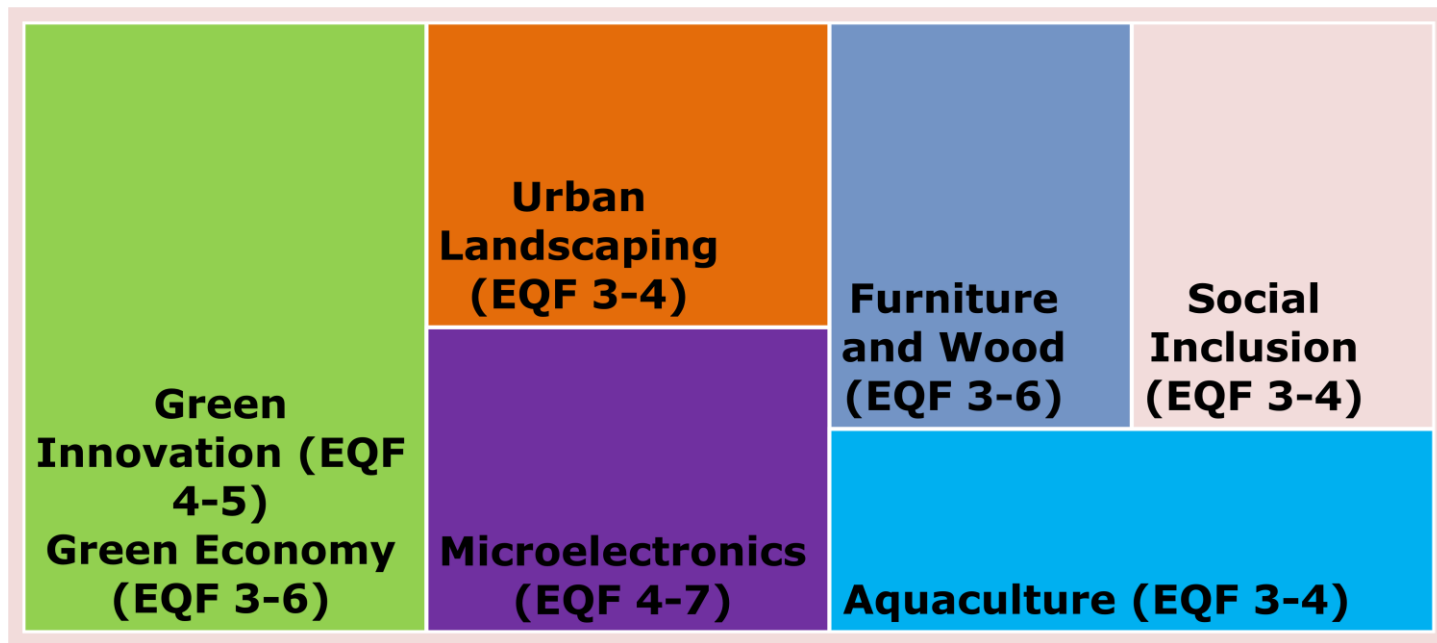 Green
Innovation (EQF
4-5)
Green Economy
(EQF 3-6)
Urban
Landscaping
(EQF 3-4)
Microelectronics
(EQF 4-7)
Furniture
and Wood
(EQF 3-6)
Social
Inclusion
(EQF 3-4)
Aquaculture (EQF 3-4)